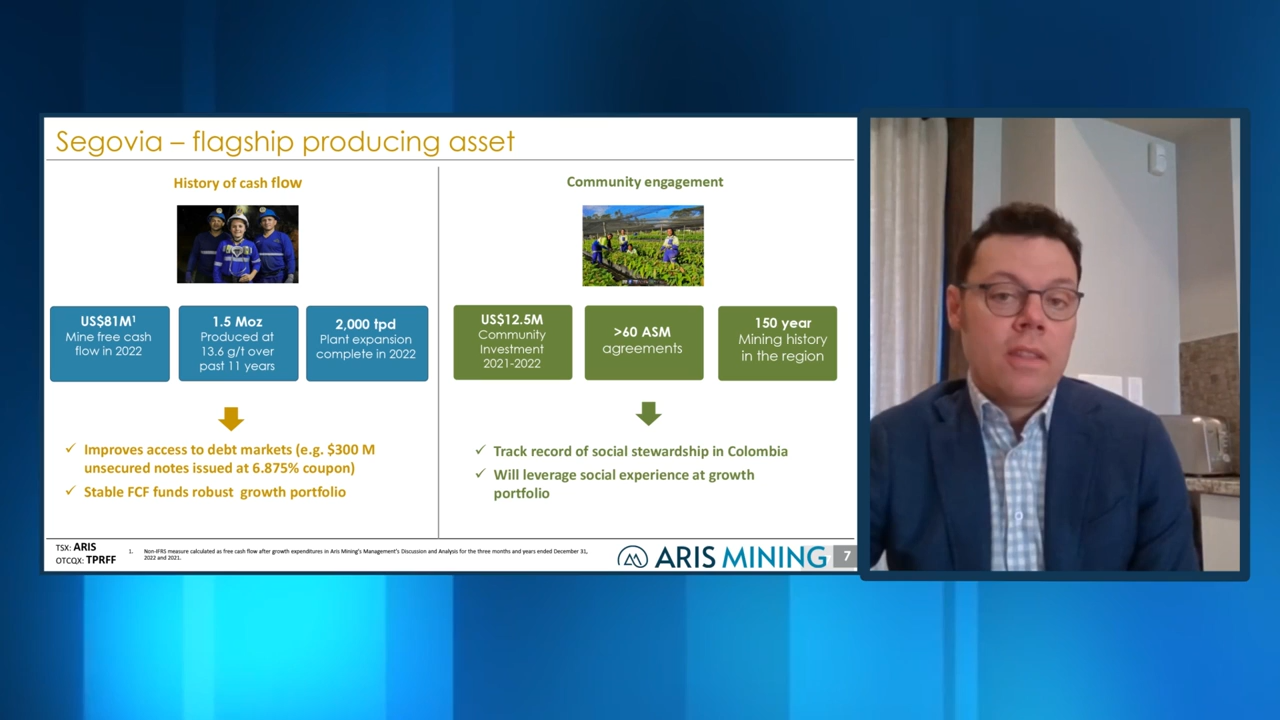 Segovia – flagship producing asset
History of cash flow
US$81M¹
Mine free cash
flow in 2022
1.5 Moz
Produced at
13.6 g/t over
past 11 years
2,000 tpd
Plant expansion
complete in 2022
✓ Improves access to debt markets (e.g. $300 M
unsecured notes issued at 6.875% coupon)
✓ Stable FCF funds robust growth portfolio
Community engagement
US$12.5M
Community
Investment
2021-2022
>60 ASM
agreements
150 year
Mining history
in the region
✓ Track record of social stewardship in Colombia
✓ Will leverage social experience at growth
portfolio
TSX: ARIS
OTCQX: TPRFF
1. Non-IFRS measure calculated as free cash flow after growth expenditures in Aris Mining's Management's Discussion and Analysis for the three months and years ended December 31,
2022 and 2021.
ARIS MINING
7